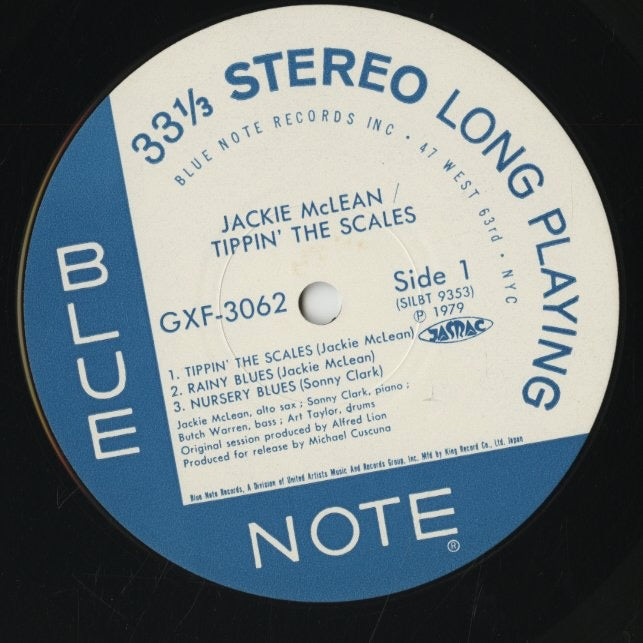 33⅓ STEREO LONG PLAYING
BLUE NOTE RECORDS INC • 47 WEST 63rd • NYC
JACKIE McLEAN /
TIPPIN' THE SCALES
GXF-3062
Side 1
(SILBT 9353)
Ⓟ 1979
JASRAC
1. TIPPIN' THE SCALES (Jackie McLean)
2. RAINY BLUES (Jackie McLean)
3. NURSERY BLUES (Sonny Clark)
Jackie McLean, alto sax ; Sonny Clark, piano ;
Butch Warren, bass ; Art Taylor, drums
Original session produced by Alfred Lion
Produced for release by Michael Cuscuna
Blue Note Records, A Division of United Artists Music And Records Group, Inc. Mfd by King Record Co., Ltd. Japan
BLUE
NOTE®